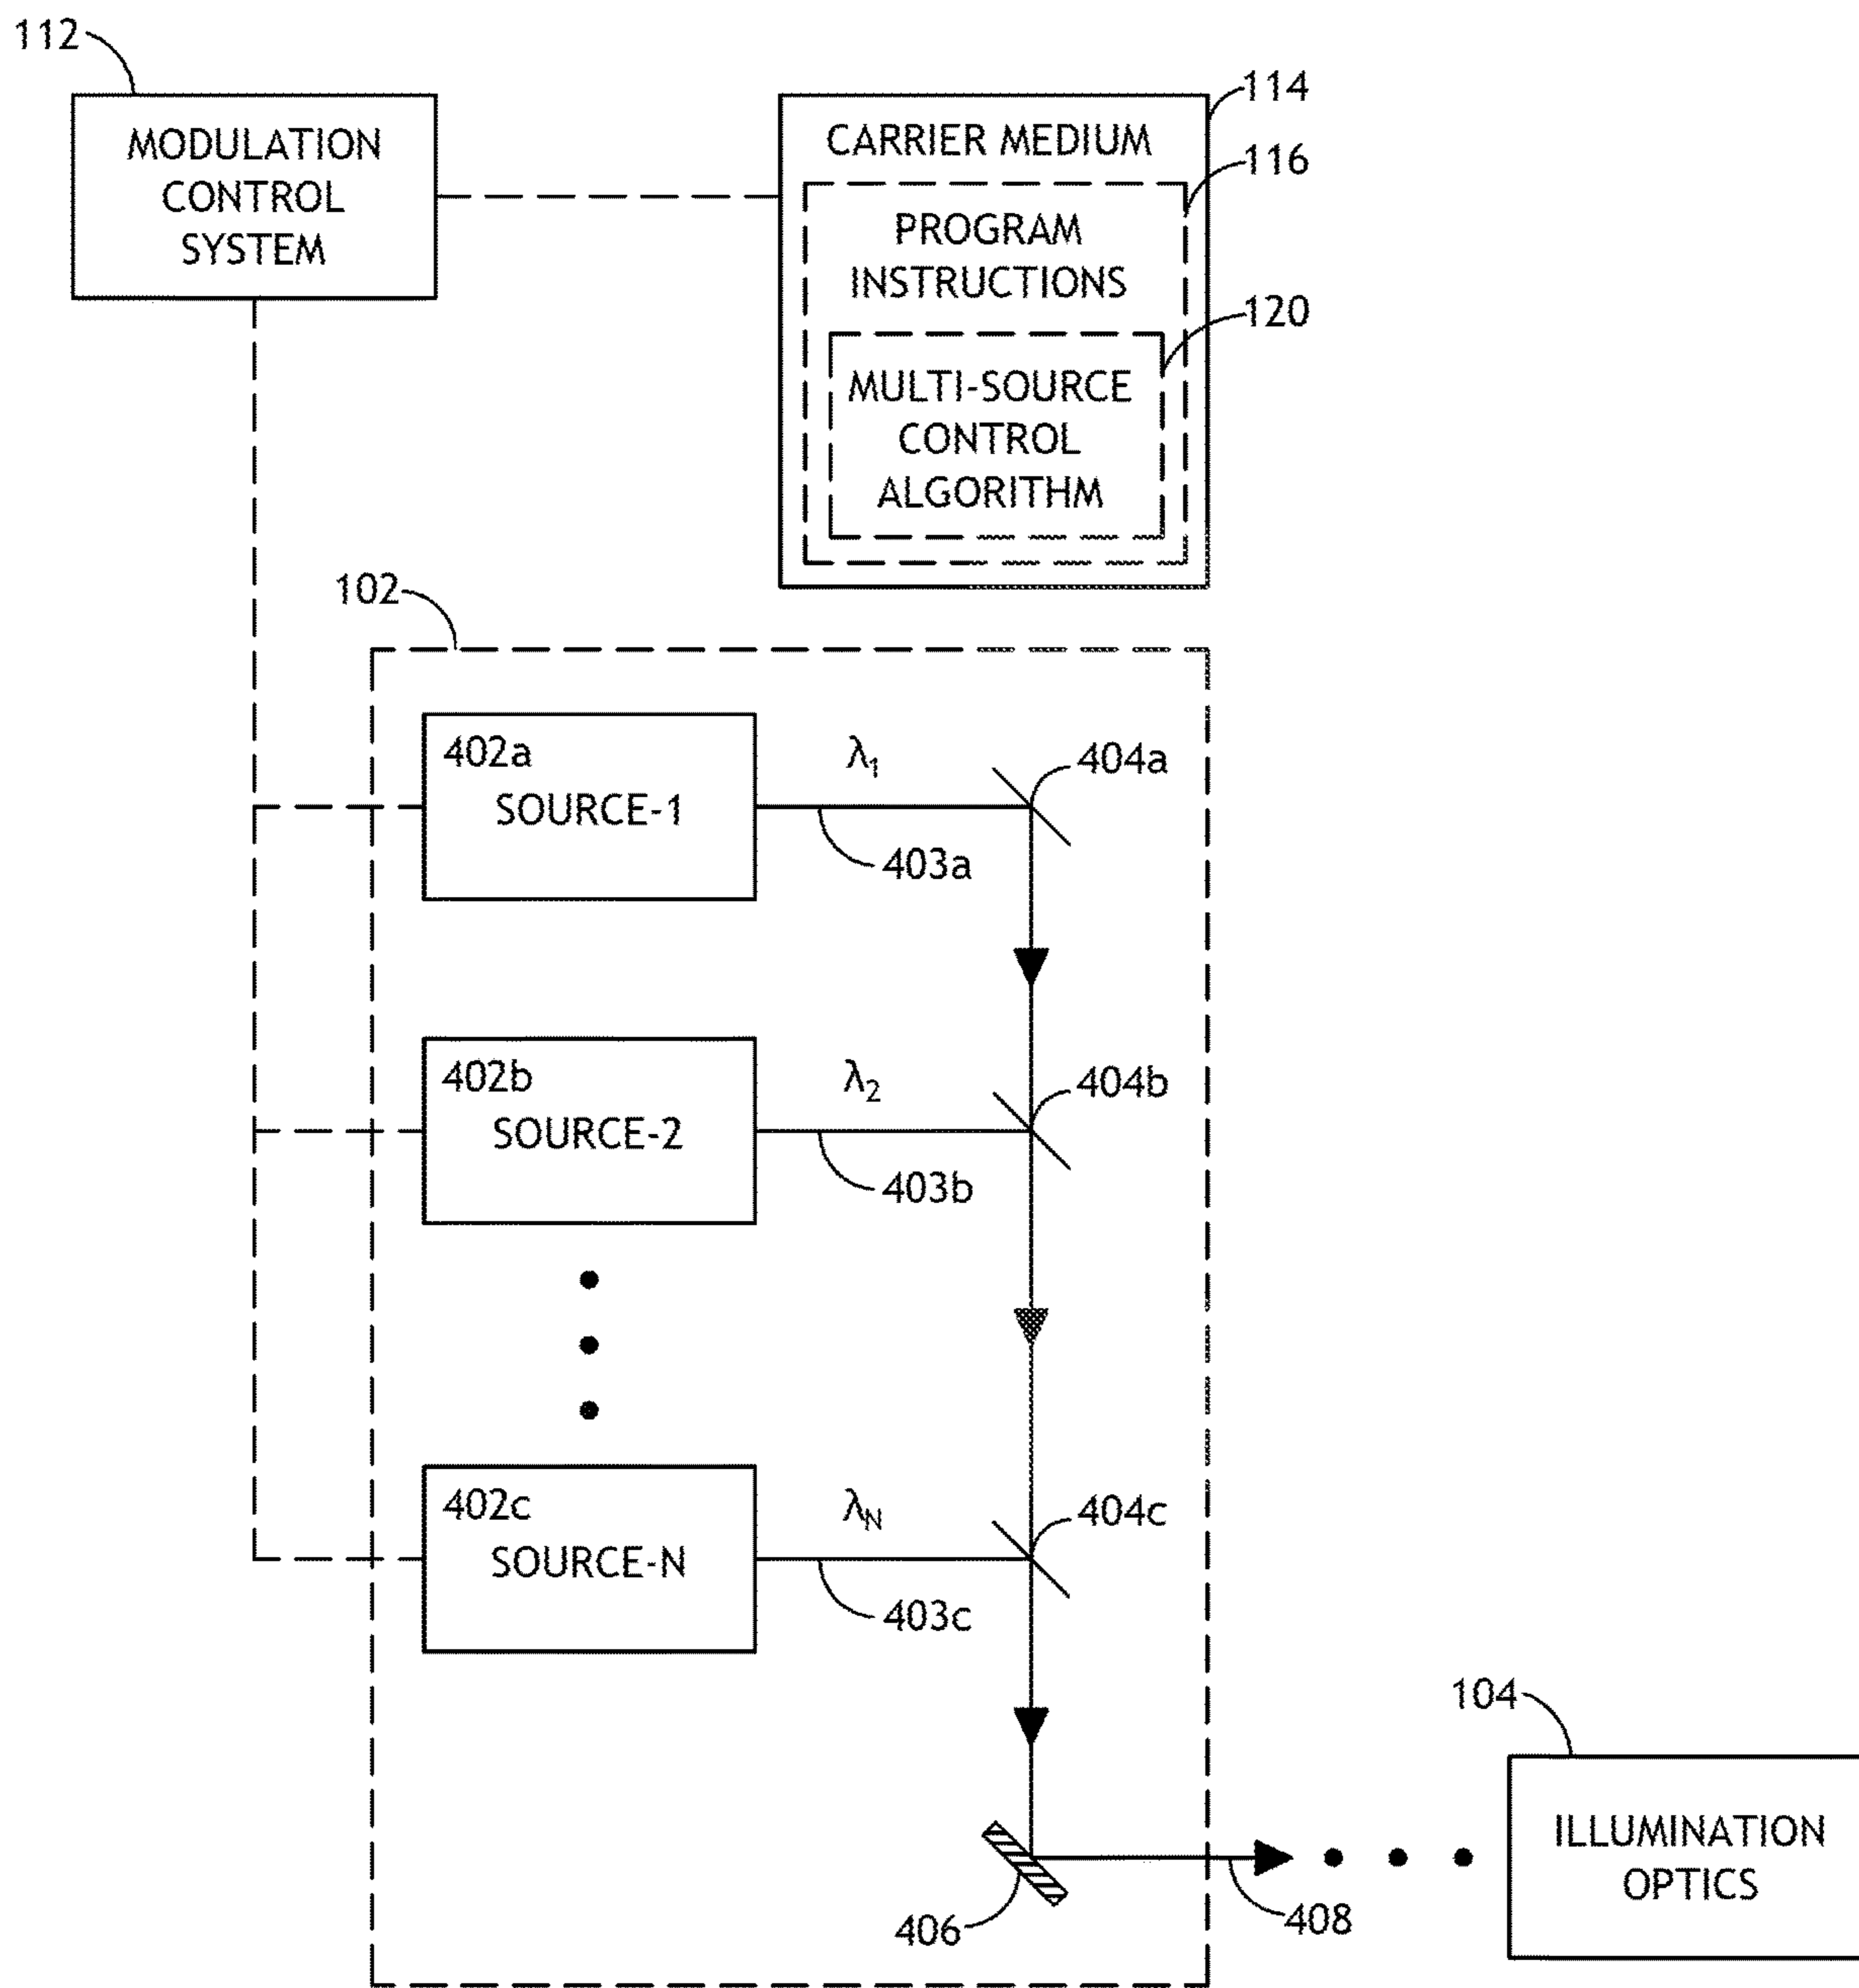 112
MODULATION
CONTROL
SYSTEM
114
CARRIER MEDIUM
116
PROGRAM
INSTRUCTIONS
120
MULTI-SOURCE
CONTROL
ALGORITHM
102
402a
SOURCE-1
λ1
404a
403a
402b
SOURCE-2
λ2
404b
403b
402c
SOURCE-N
λN
404c
403c
104
ILLUMINATION
OPTICS
406
408